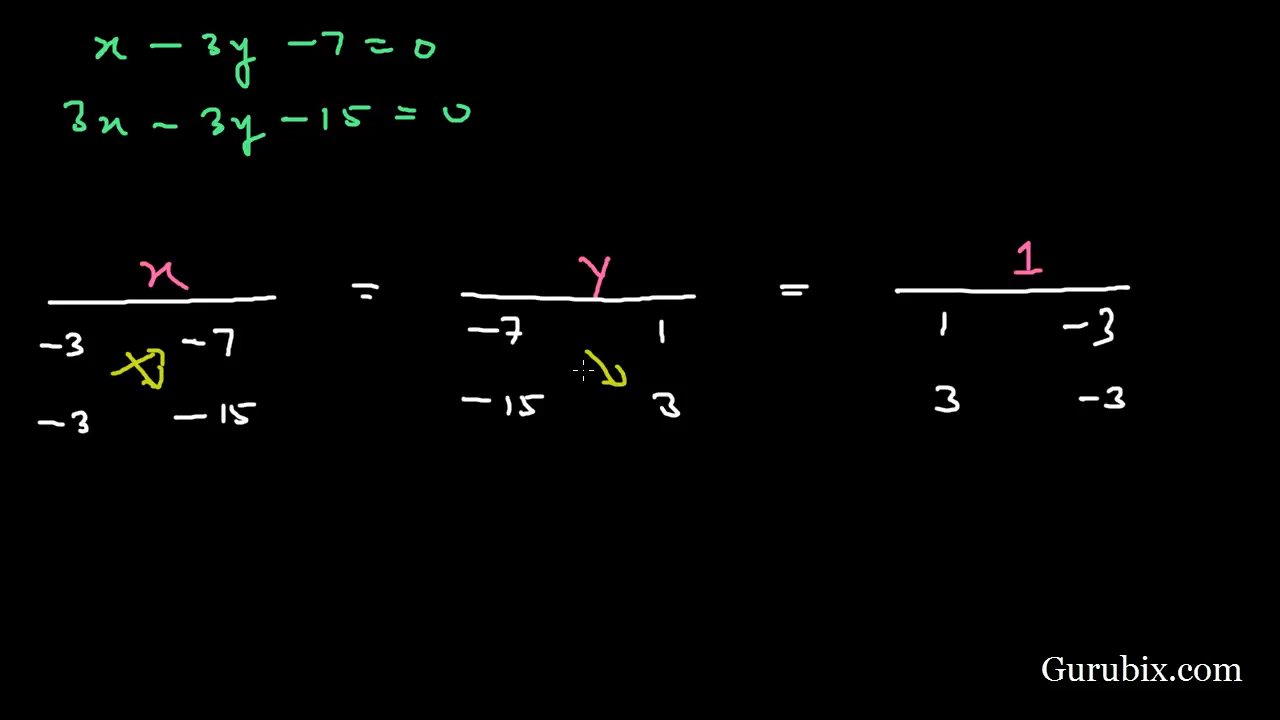 x - 3y - 7 = 0
3x - 3y - 15 = 0
x = y = 1
-3 -7 -7 1 1 -3
-3 -15 -15 3 3 -3
Gurubix.com